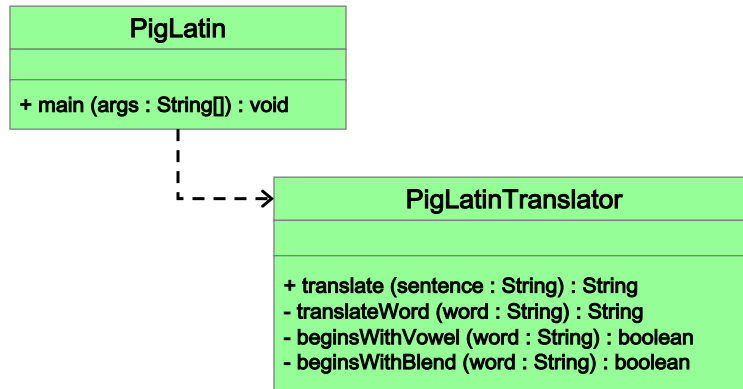 PigLatin
+ main (args : String[]) : void
PigLatinTranslator
+ translate (sentence : String) : String
- translateWord (word : String) : String
- beginsWithVowel (word : String) : boolean
- beginsWithBlend (word : String) : boolean